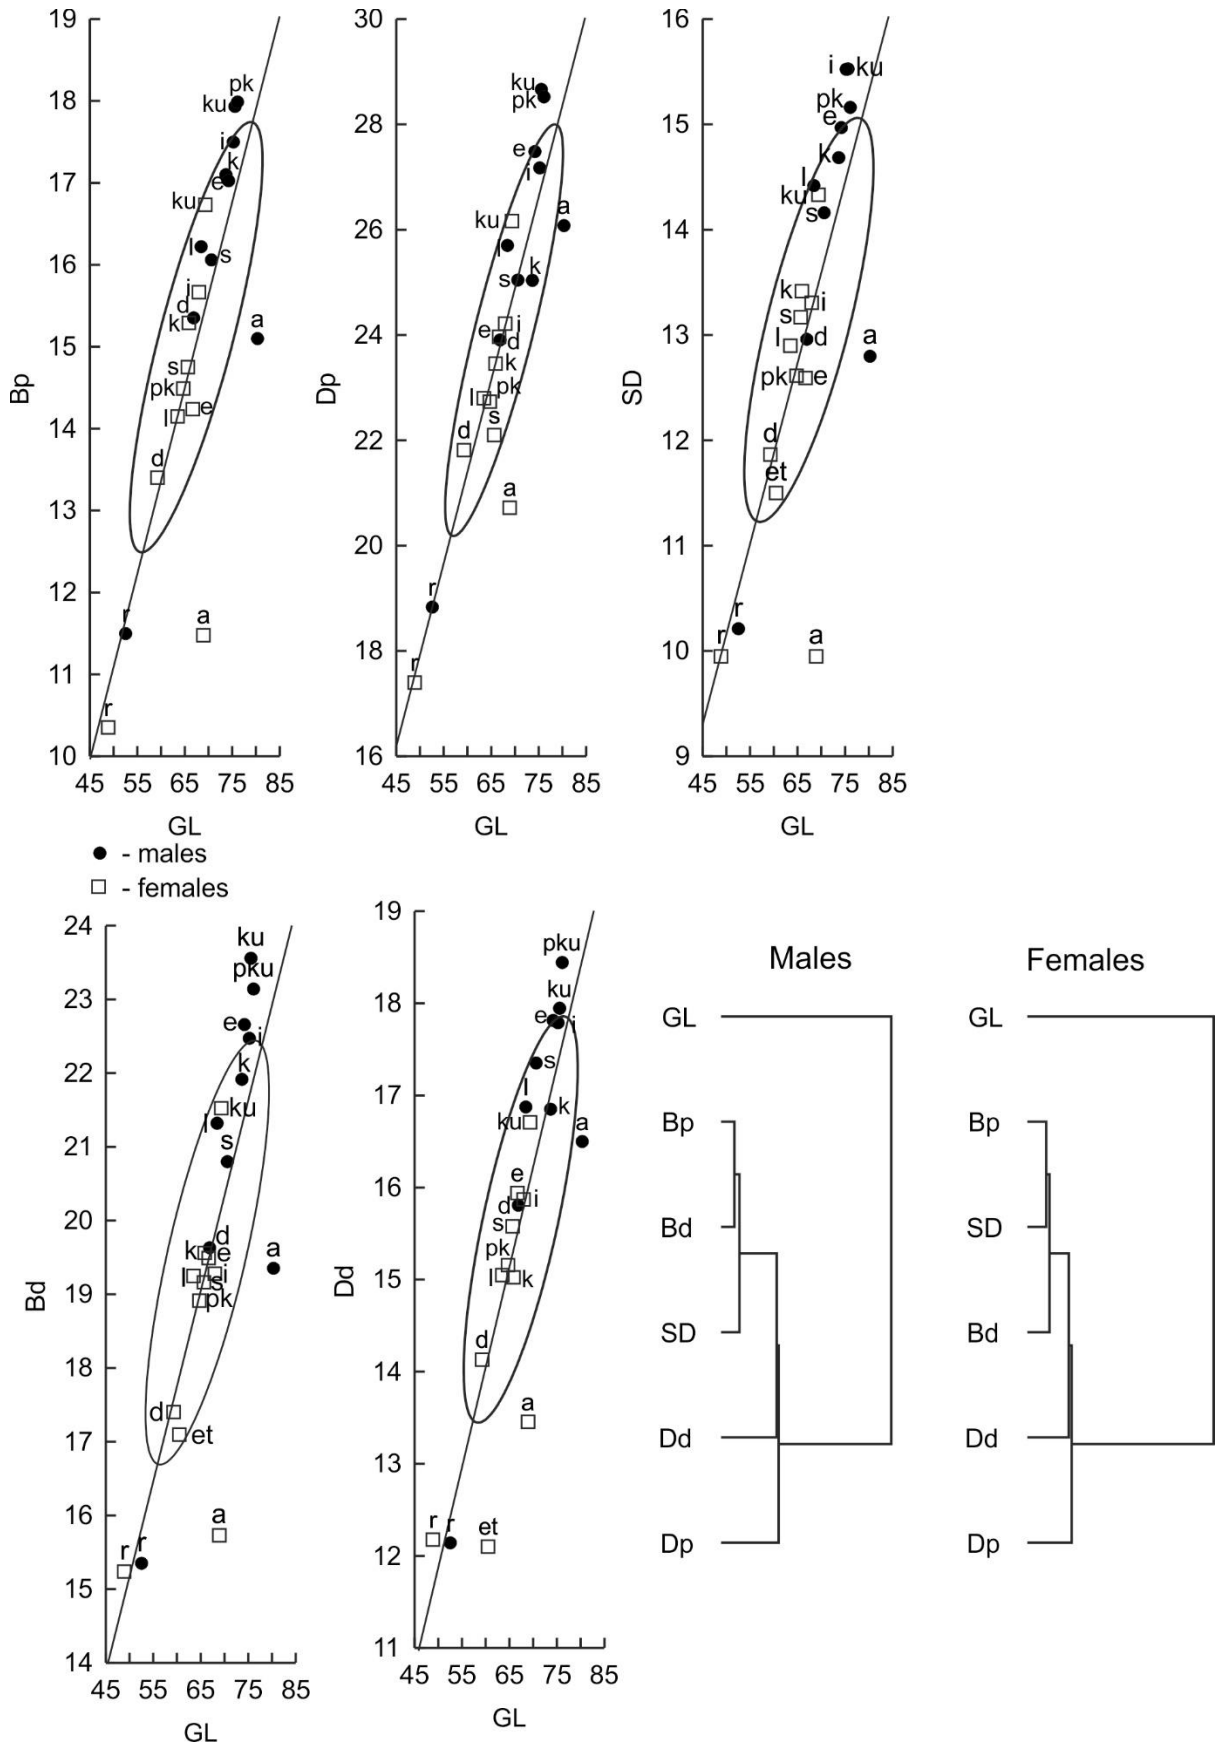 19
18
17
16
15
14
13
12
11
10
Bp
pk
ku
i
k
e
ku
l
s
i
d
k
a
s
pk
e
l
d
r
a
r
45 55 65 75 85
GL
30
28
26
24
22
20
18
16
Dp
ku
pk
e
i
a
ku
l
k
s
i
e
d
k
pk
l
s
d
a
r
r
45 55 65 75 85
GL
16
15
14
13
12
11
10
9
SD
i
ku
pk
e
k
l
ku
s
k
i
s
l
d
a
pk
e
d
et
r
r
a
45 55 65 75 85
GL
- males
- females
24
23
22
21
20
19
18
17
16
15
14
Bd
ku
pku
e
i
k
ku
l
s
d
k
e
a
l
i
s
pk
d
et
a
r
r
45 55 65 75 85
GL
19
18
17
16
15
14
13
12
11
Dd
pku
ku
e
i
s
l
k
ku
a
e
d
i
s
pk
l
k
d
a
r
r
et
45 55 65 75 85
GL
Males
GL
Bp
Bd
SD
Dd
Dp
Females
GL
Bp
SD
Bd
Dd
Dp